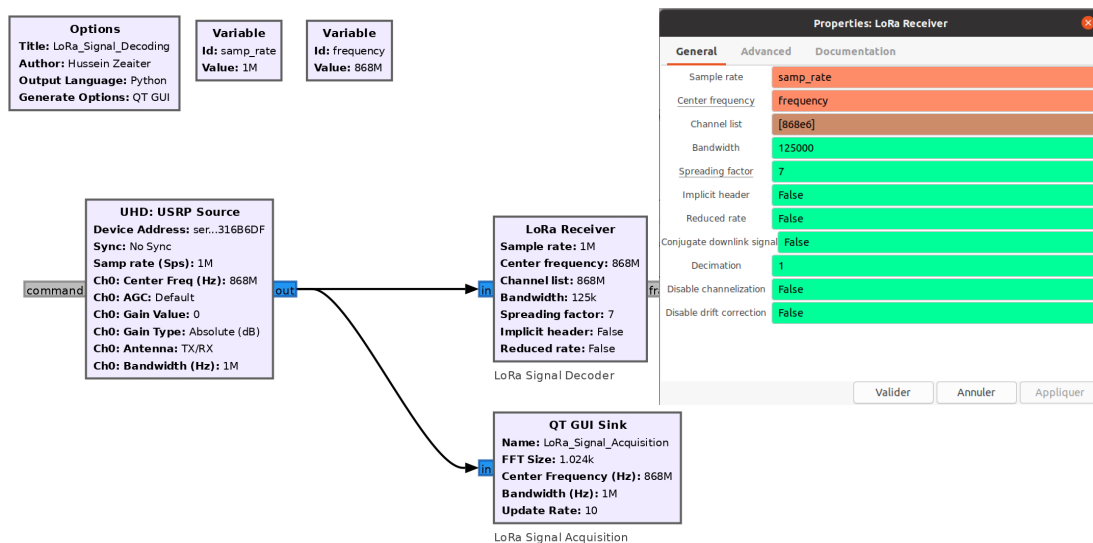 Options
Title: LoRa_Signal_Decoding
Author: Hussein Zeaiter
Output Language: Python
Generate Options: QT GUI
Variable
Id: samp_rate
Value: 1M
Variable
Id: frequency
Value: 868M
UHD: USRP Source
Device Address: ser...316B6DF
Sync: No Sync
Samp rate (Sps): 1M
Ch0: Center Freq (Hz): 868M
Ch0: AGC: Default
Ch0: Gain Value: 0
Ch0: Gain Type: Absolute (dB)
Ch0: Antenna: TX/RX
Ch0: Bandwidth (Hz): 1M
command
out
in
LoRa Receiver
Sample rate: 1M
Center frequency: 868M
Channel list: 868M
Bandwidth: 125k
Spreading factor: 7
Implicit header: False
Reduced rate: False
LoRa Signal Decoder
in
QT GUI Sink
Name: LoRa_Signal_Acquisition
FFT Size: 1.024k
Center Frequency (Hz): 868M
Bandwidth (Hz): 1M
Update Rate: 10
LoRa Signal Acquisition
Properties: LoRa Receiver
General Advanced Documentation
Sample rate samp_rate
Center frequency frequency
Channel list [868e6]
Bandwidth 125000
Spreading factor 7
Implicit header False
Reduced rate False
Conjugate downlink signal False
Decimation 1
Disable channelization False
Disable drift correction False
Valider Annuler Appliquer